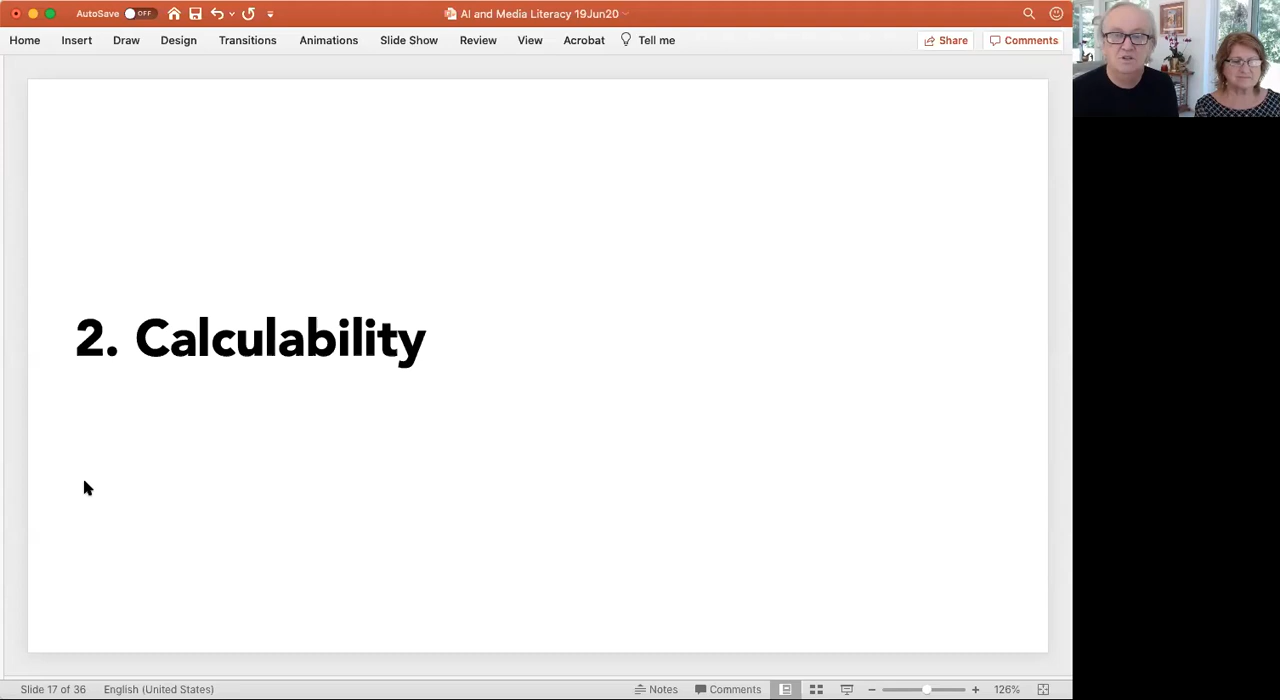 AutoSave OFF AI and Media Literacy 19Jun20
Home Insert Draw Design Transitions Animations Slide Show Review View Acrobat Tell me Share Comments
2. Calculability
Slide 17 of 36 English (United States) Notes Comments 126%